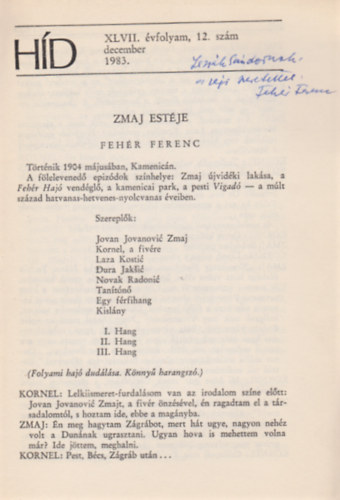 HÍD
XLVII. évfolyam, 12. szám
december
1983.
Fehér Ferenc
ZMAJ ESTÉJE
FEHÉR FERENC
Történik 1904 májusában, Kamenicán.
A fölelevenedő epizódok színhelye: Zmaj újvidéki lakása, a
Fehér Hajó vendéglő, a kamenicai park, a pesti Vigadó — a múlt
század hatvanas-hetvenes-nyolcvanas éveiben.
Szereplők:
Jovan Jovanović Zmaj
Kornel, a fivére
Laza Kostić
Đura Jakšić
Novak Radonić
Tanítónő
Egy férfihang
Kislány
I. Hang
II. Hang
III. Hang
(Folyami hajó dudálása. Könnyű harangszó.)
KORNEL: Lelkiismeret-furdalásom van az irodalom színe előtt:
Jovan Jovanović Zmajt, a fivér önzésével, én ragadtam el a tár-
sadalomtól, s hoztam ide, ebbe a magányba.
ZMAJ: Én meg hagytam Zágrábot, mert hát ugye, nagyon nehéz
volt a Dunának ugrasztani. Ugyan hova is mehettem volna
már? Ide jöttem, meghalni.
KORNEL: Pest, Bécs, Zágráb után . . .